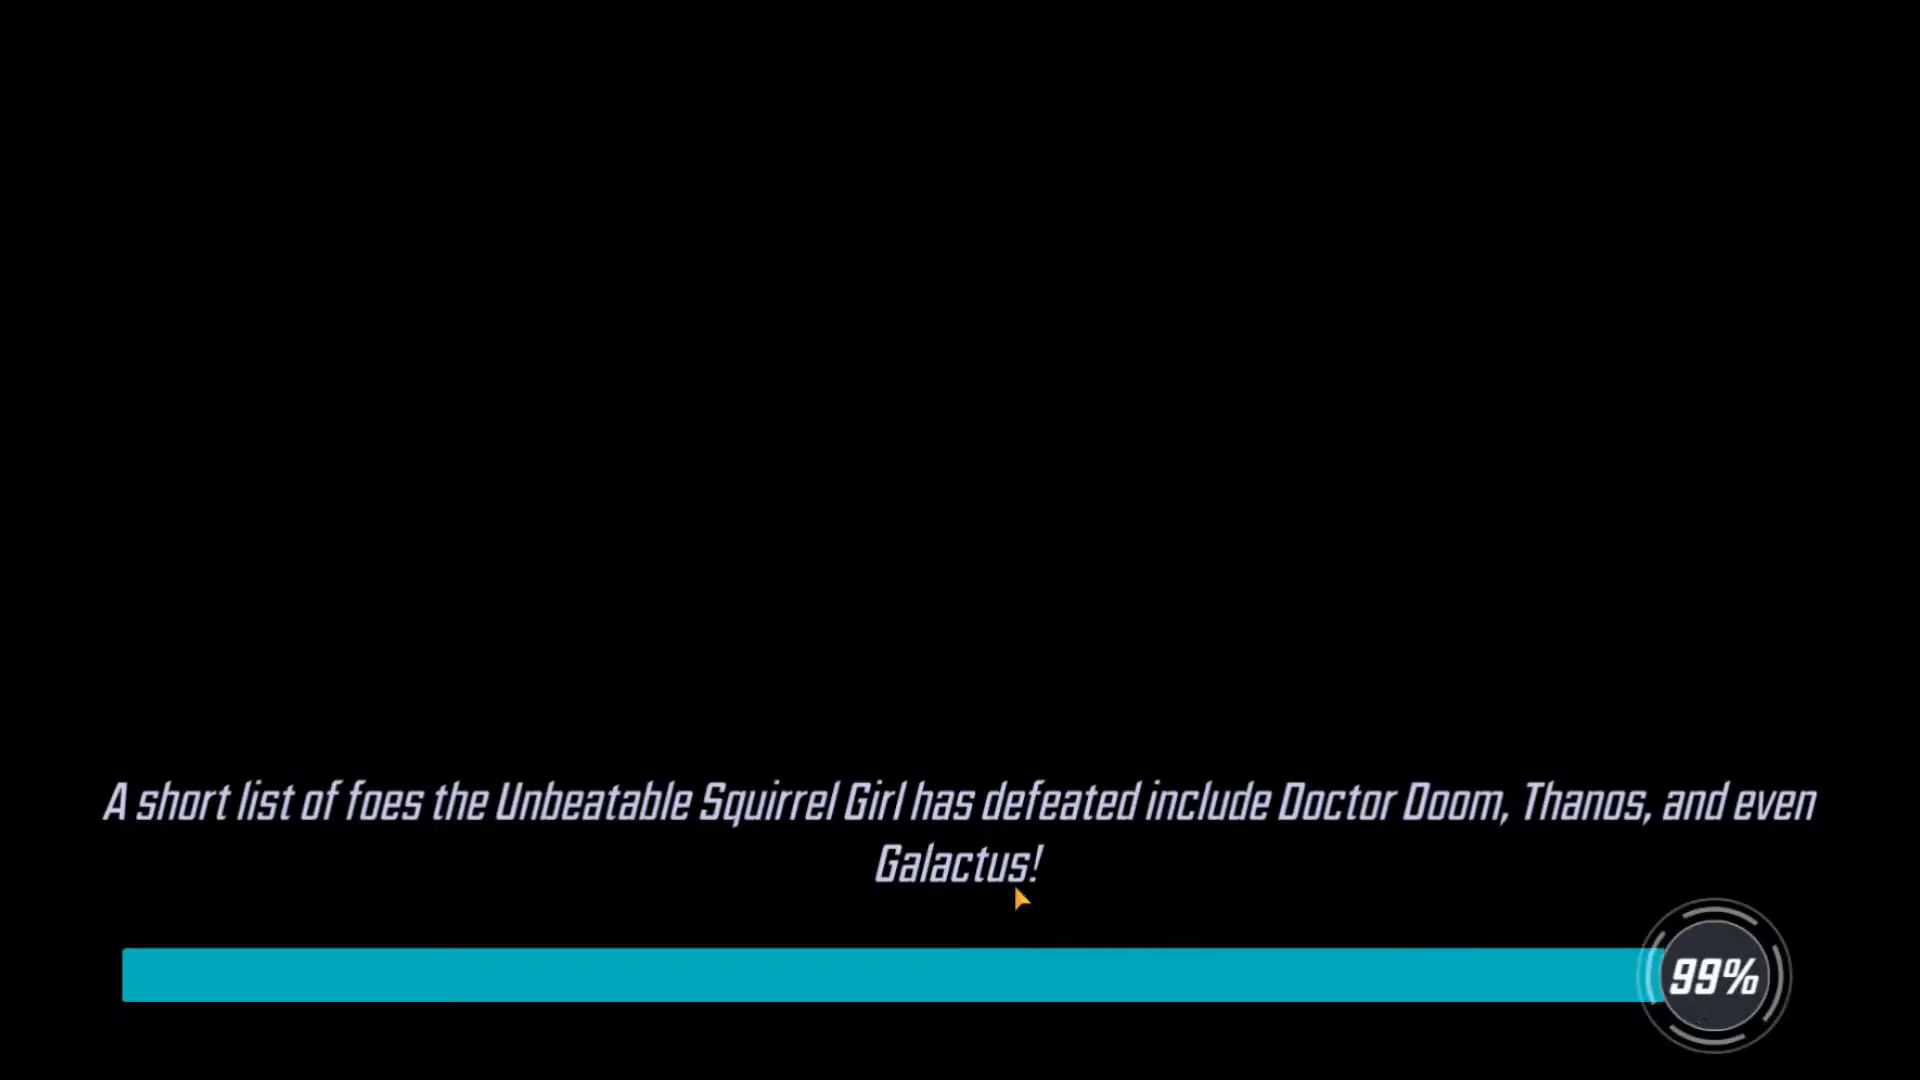 A short list of foes the Unbeatable Squirrel Girl has defeated include Doctor Doom, Thanos, and even
Galactus!
99%